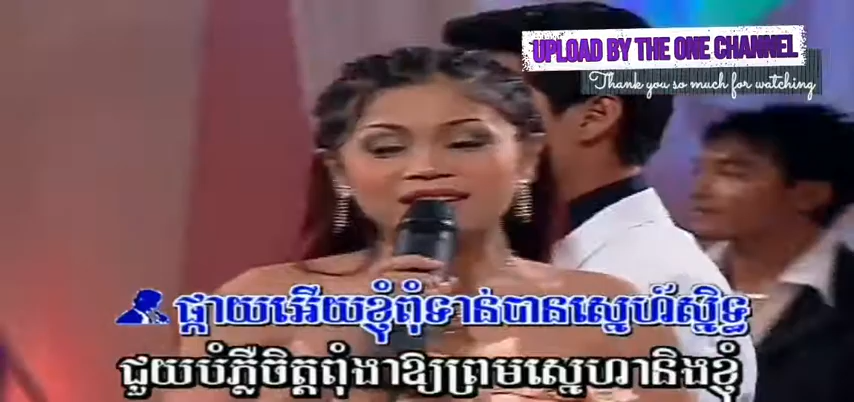 UPLOAD BY THE ONE CHANNEL
Thank you so much for watching
ផ្កាយអើយខ្ញុំពុំទាន់បានស្នេហ៍ស្និទ្ធ
ជួយបំភ្លឺចិត្តពុំងាឱ្យព្រមស្នេហានិងខ្ញុំ